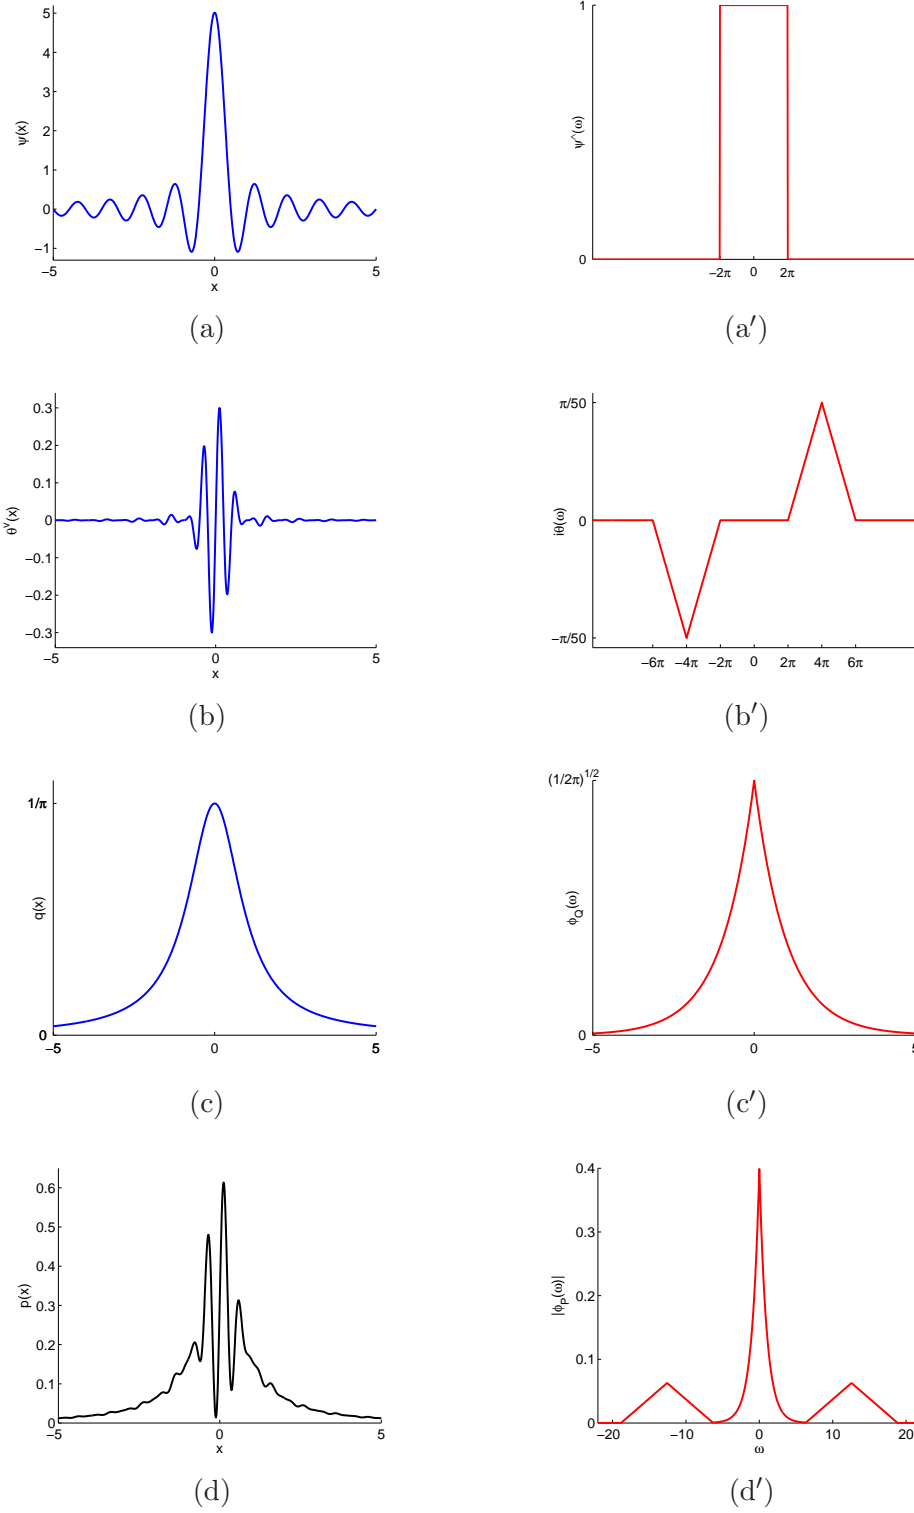 5
4
3
2
1
0
−1
−5 0 5
x
ψ(x)
(a)
1
0
−2π 0 2π
ψ^(ω)
(a′)
0.3
0.2
0.1
0
−0.1
−0.2
−0.3
−5 0 5
x
θ^v(x)
(b)
π/50
0
−π/50
−6π −4π −2π 0 2π 4π 6π
iθ(ω)
(b′)
1/π
0
−5 0 5
q(x)
(c)
(1/2π)^1/2
0
−5 0 5
ϕ_Q(ω)
(c′)
0.6
0.5
0.4
0.3
0.2
0.1
0
−5 0 5
x
p(x)
(d)
0.4
0.3
0.2
0.1
0
−20 −10 0 10 20
ω
|ϕ_P(ω)|
(d′)